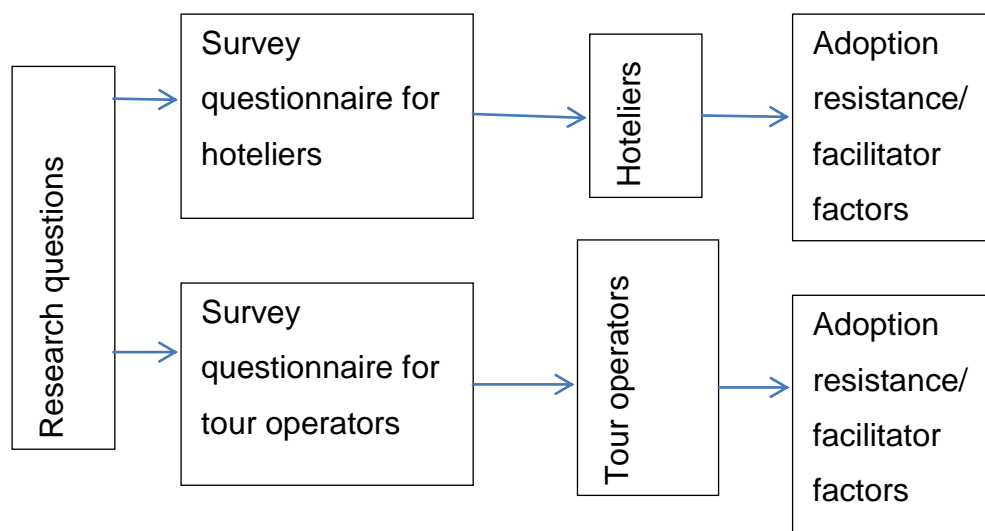 Research questions
Survey
questionnaire for
hoteliers
Hoteliers
Adoption
resistance/
facilitator
factors
Survey
questionnaire for
tour operators
Tour operators
Adoption
resistance/
facilitator
factors